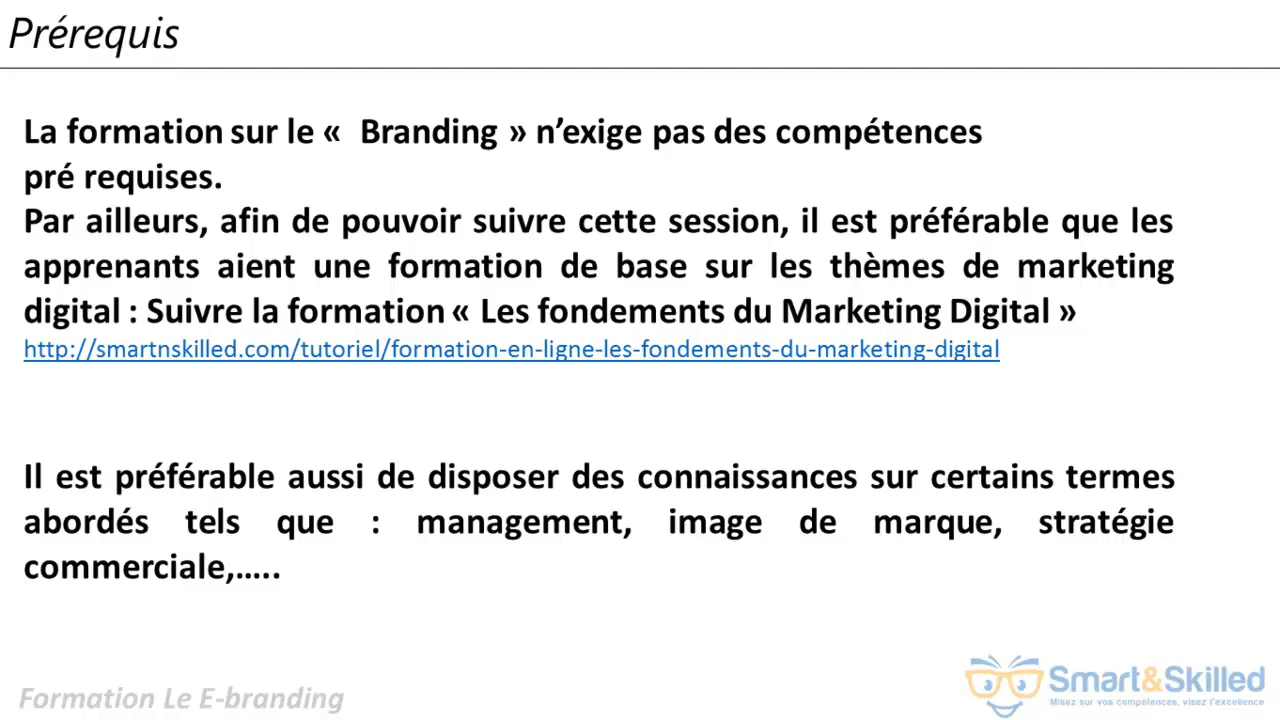 Prérequis
La formation sur le «  Branding » n’exige pas des compétences
pré requises.
Par ailleurs, afin de pouvoir suivre cette session, il est préférable que les
apprenants aient une formation de base sur les thèmes de marketing
digital : Suivre la formation « Les fondements du Marketing Digital »
http://smartnskilled.com/tutoriel/formation-en-ligne-les-fondements-du-marketing-digital
Il est préférable aussi de disposer des connaissances sur certains termes
abordés tels que : management, image de marque, stratégie
commerciale,…..
Formation Le E-branding
Smart&Skilled
Misez sur vos compétences, visez l'excellence